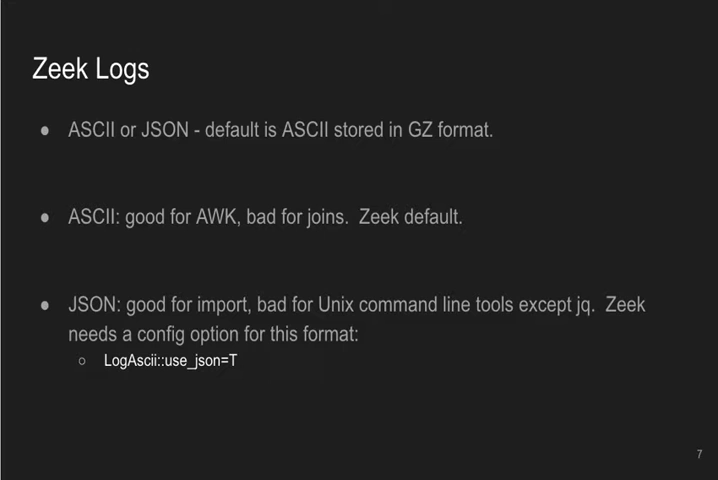 Zeek Logs
● ASCII or JSON - default is ASCII stored in GZ format.
● ASCII: good for AWK, bad for joins.  Zeek default.
● JSON: good for import, bad for Unix command line tools except jq.  Zeek
needs a config option for this format:
○ LogAscii::use_json=T
7